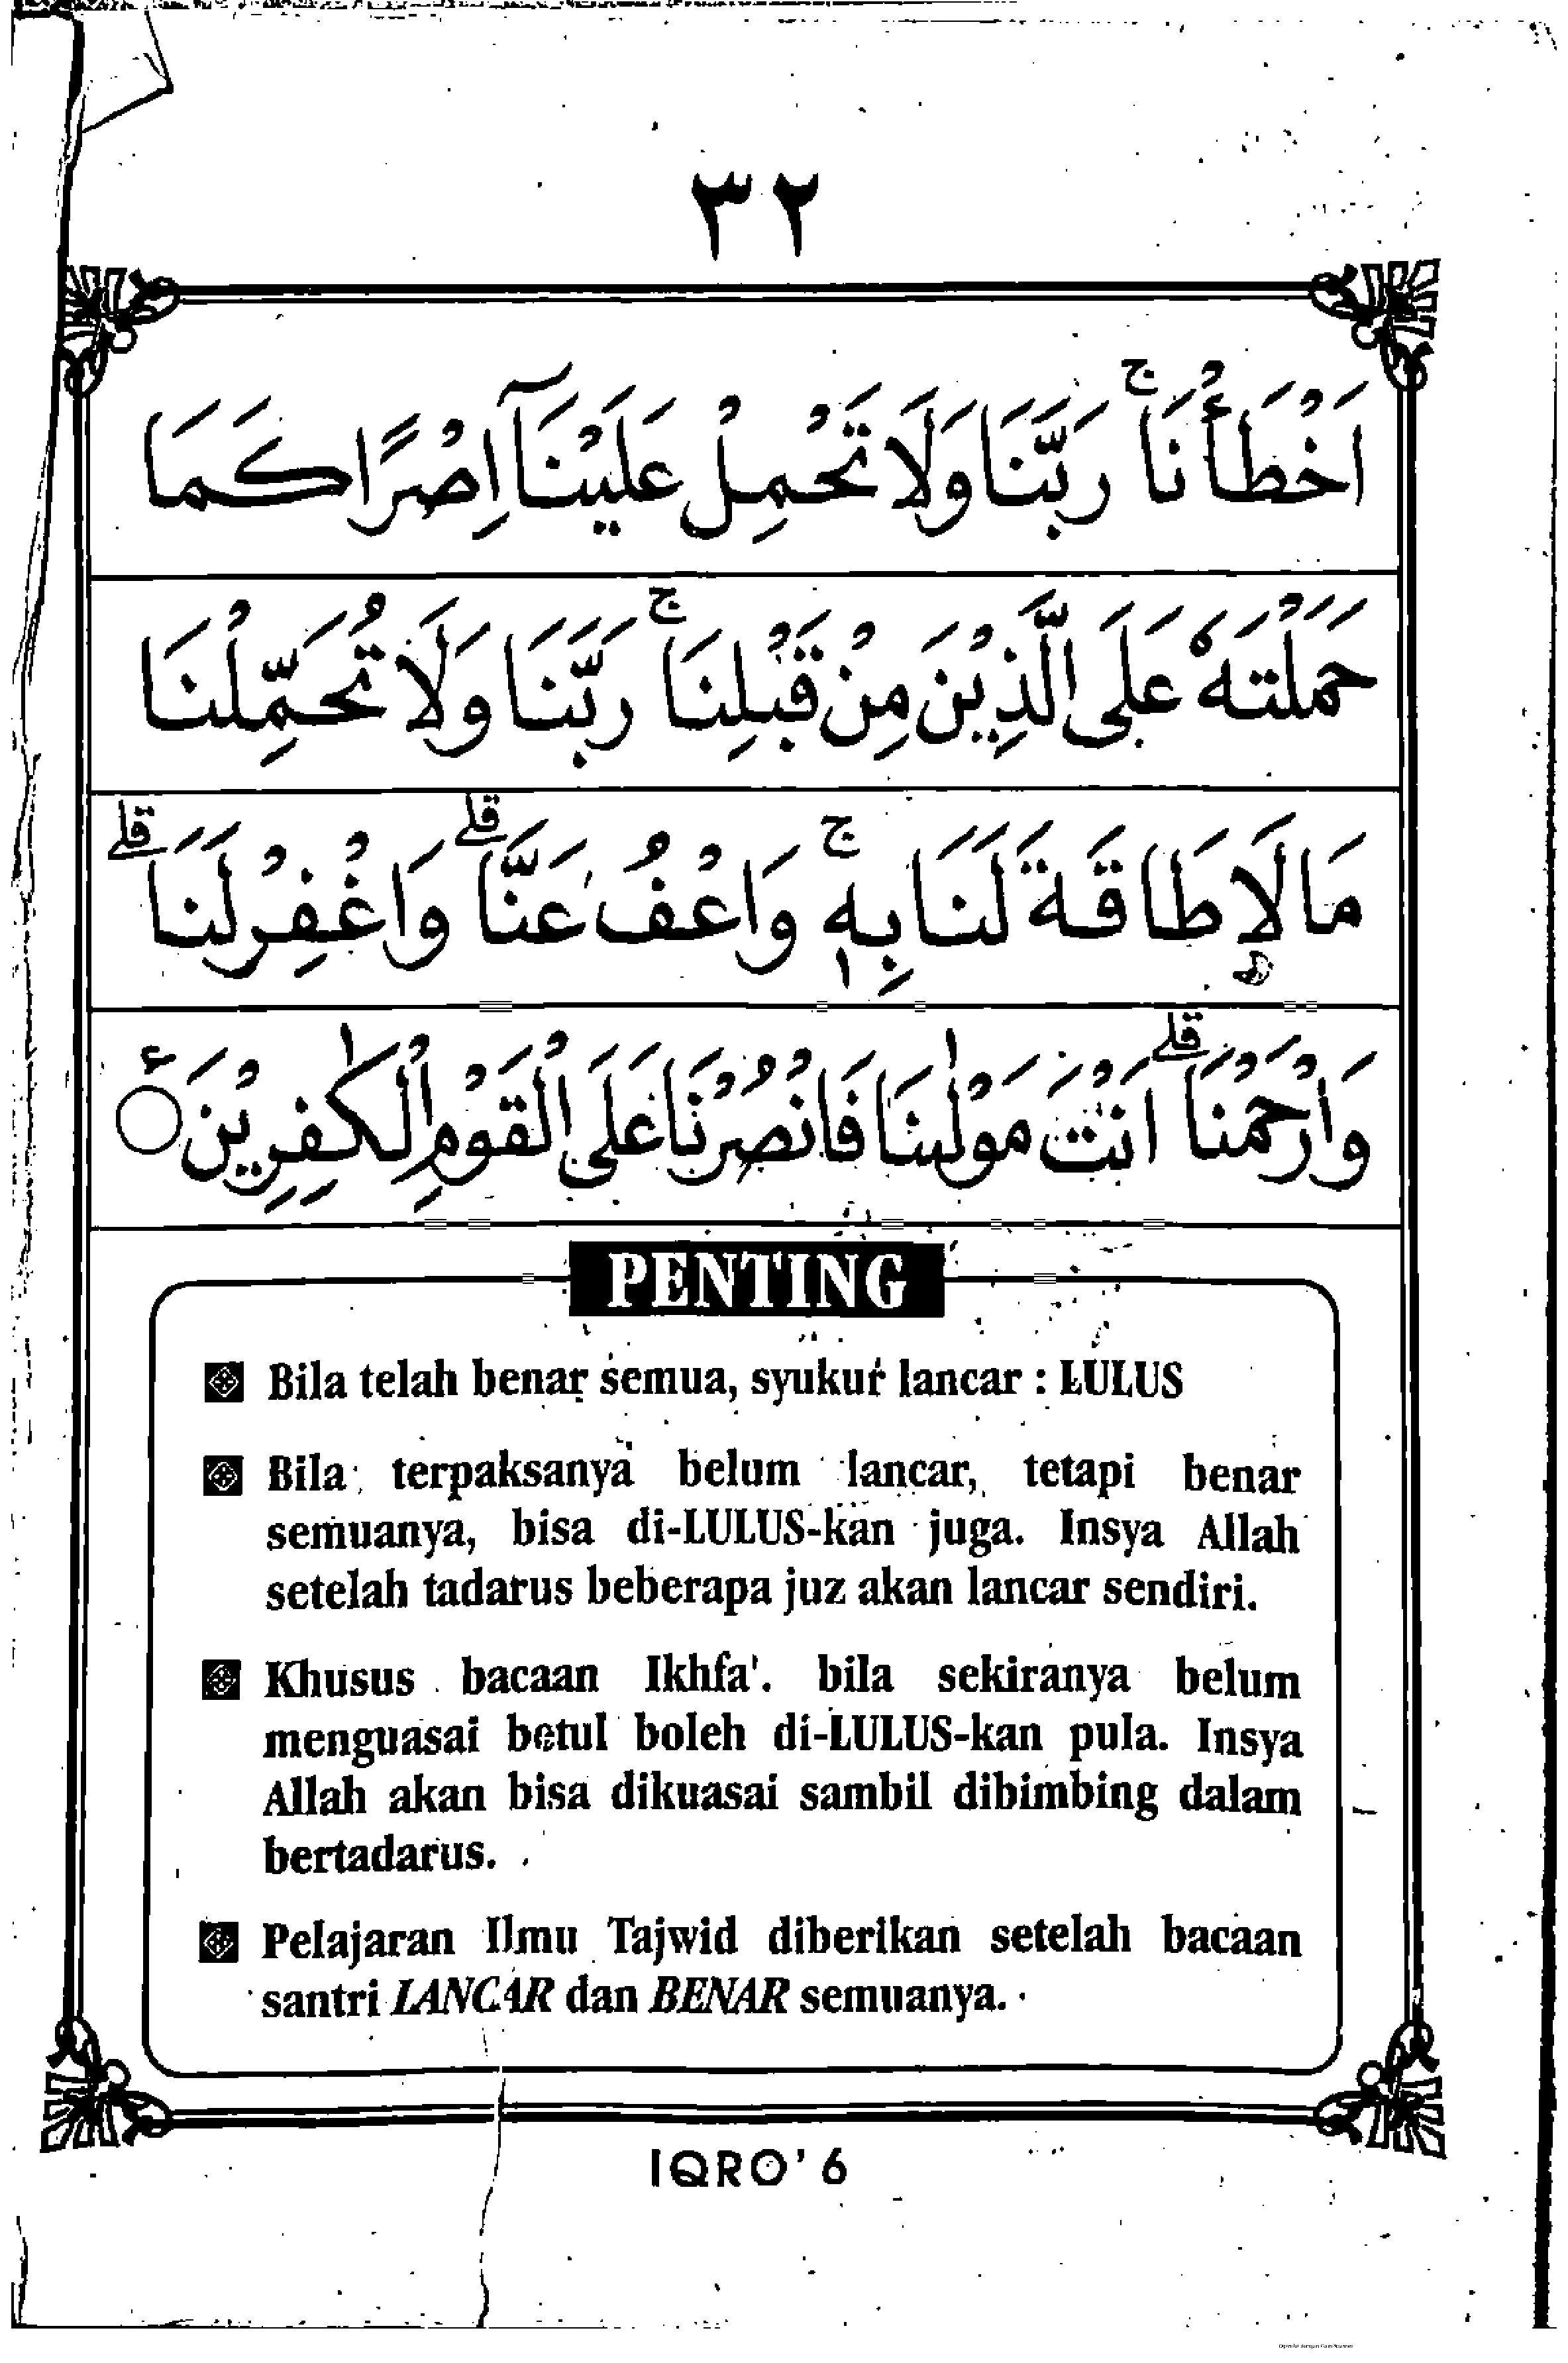 ٣٢
اَخْطَأْنَاۚ رَبَّنَا وَلَا تَحْمِلْ عَلَيْنَآ اِصْرًا كَمَا
حَمَلْتَهٗ عَلَى الَّذِيْنَ مِنْ قَبْلِنَاۚ رَبَّنَا وَلَا تُحَمِّلْنَا
مَالَا طَاقَةَ لَنَا بِهٖۚ وَاعْفُ عَنَّاۗ وَاغْفِرْ لَنَاۗ
وَارْحَمْنَاۗ اَنْتَ مَوْلٰىنَا فَانْصُرْنَا عَلَى الْقَوْمِ الْكٰفِرِيْنَ ع
PENTING
Bila telah benar semua, syukur lancar : LULUS
Bila terpaksanya belum lancar, tetapi benar
semuanya, bisa di-LULUS-kan juga. Insya Allah
setelah tadarus beberapa juz akan lancar sendiri.
Khusus bacaan Ikhfa'. bila sekiranya belum
menguasai betul boleh di-LULUS-kan pula. Insya
Allah akan bisa dikuasai sambil dibimbing dalam
bertadarus.
Pelajaran Ilmu Tajwid diberikan setelah bacaan
santri LANCAR dan BENAR semuanya.
IQRO' 6